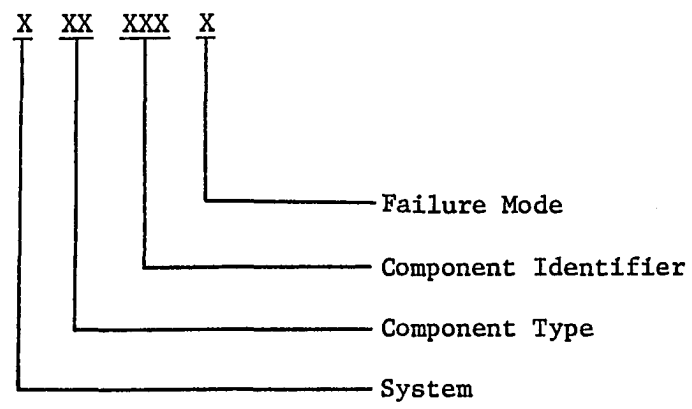 X XX XXX X
Failure Mode
Component Identifier
Component Type
System